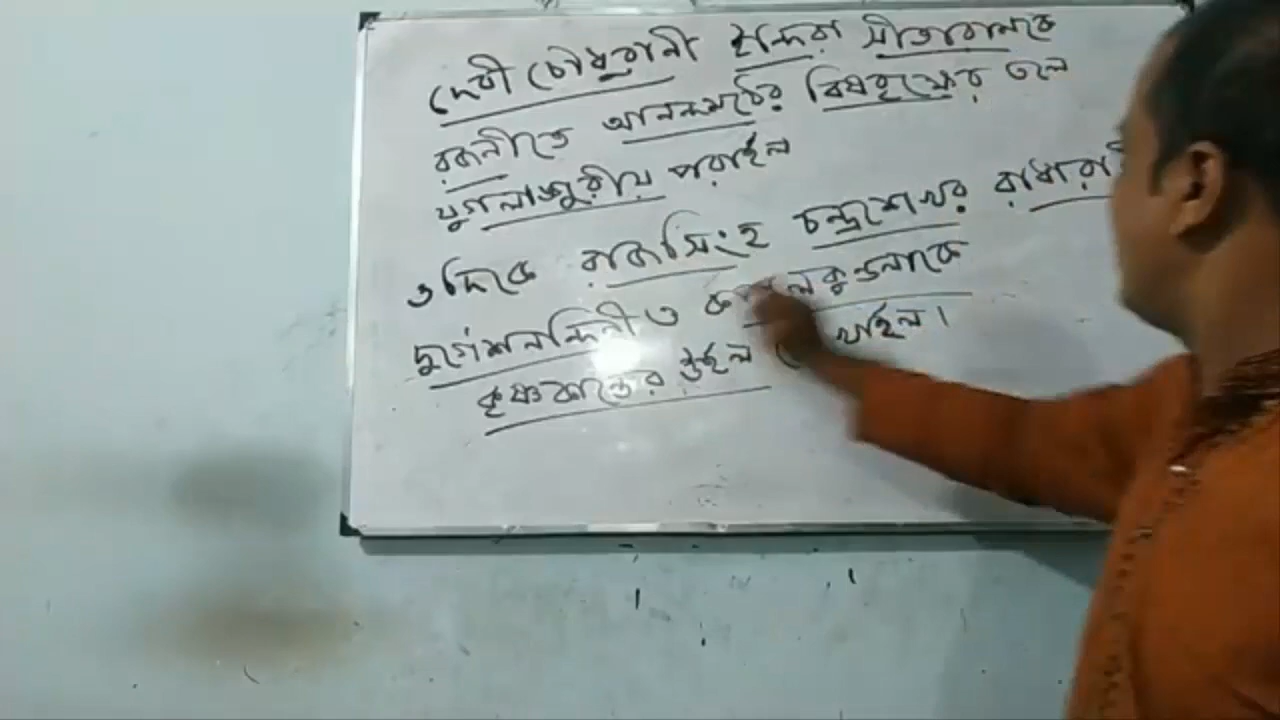 দেবী চৌধুরানী ইন্দিরা সীতারামকে
রজনীতে আনন্দমঠের বিষবৃক্ষের তলে
যুগলাঙ্গুরীয় পরাইল
ওদিকে রাজসিংহ চন্দ্রশেখর
দুর্গেশনন্দিনী ও
কৃষ্ণকান্তের উইল